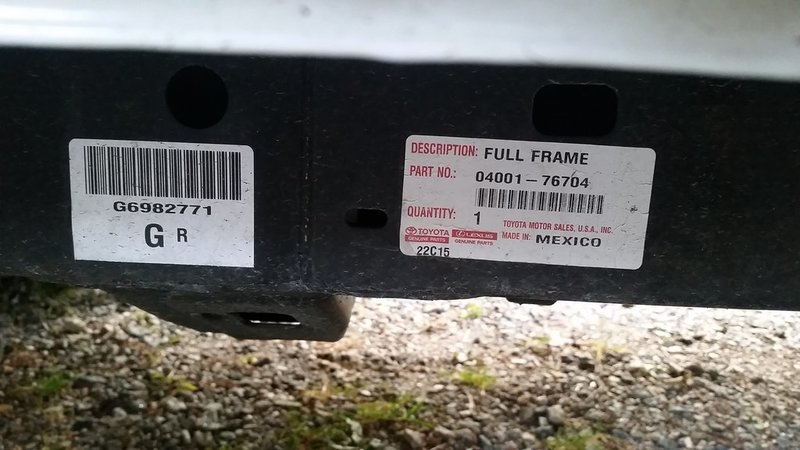 G6982771
G R
DESCRIPTION: FULL FRAME
PART NO.: 04001-76704
QUANTITY: 1
TOYOTA MOTOR SALES, U.S.A., INC.
TOYOTA LEXUS MADE IN: MEXICO
GENUINE PARTS GENUINE PARTS
22C15